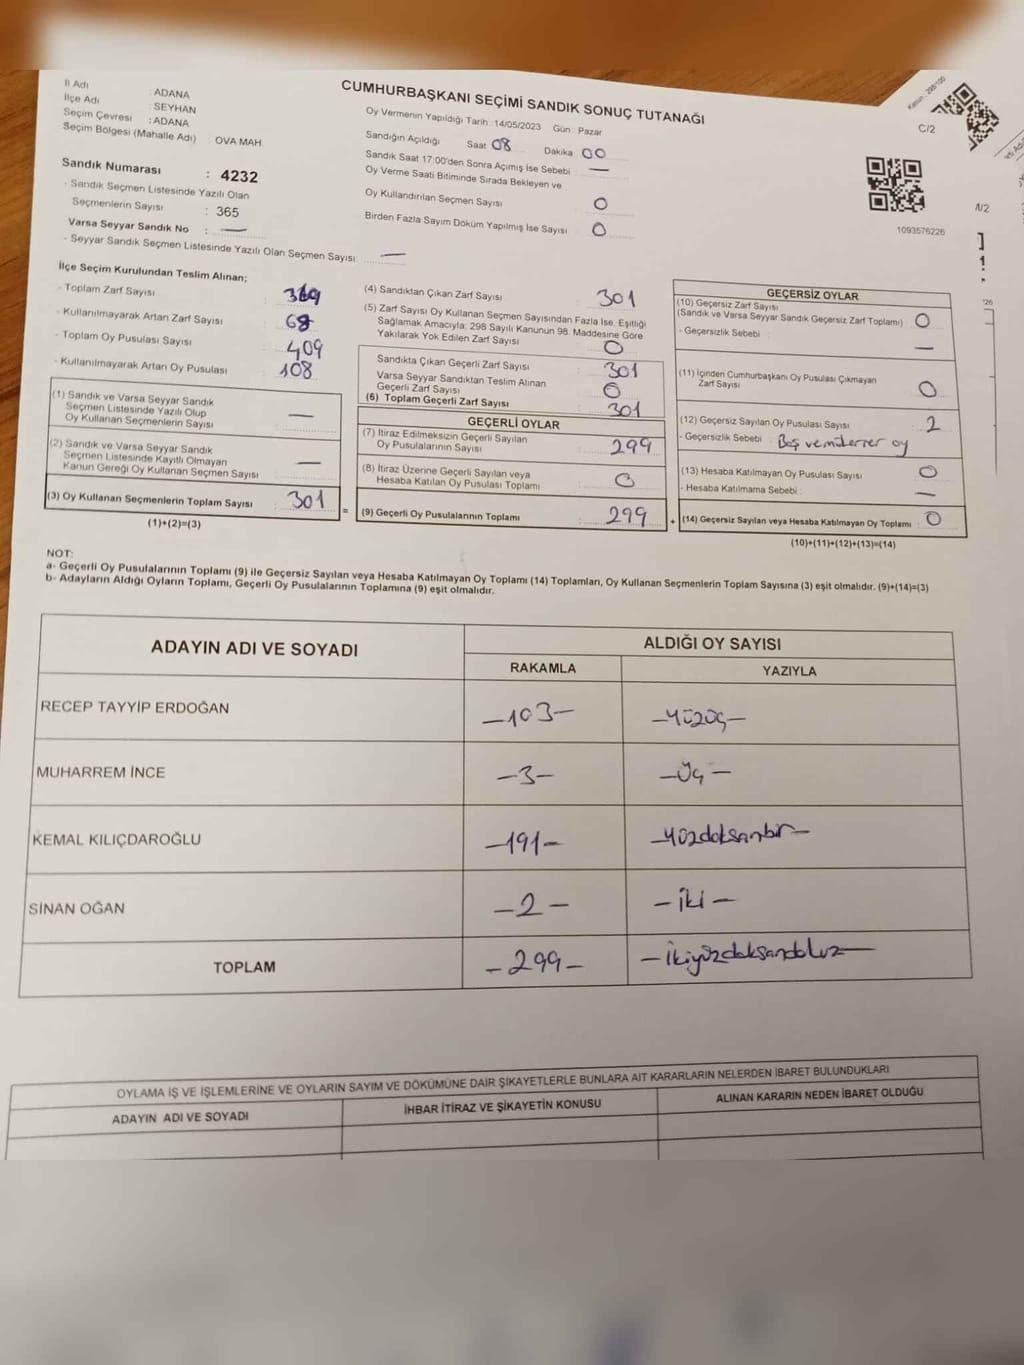 İl Adı : ADANA
İlçe Adı : SEYHAN
Seçim Çevresi : ADANA
Seçim Bölgesi (Mahalle Adı) : OVA MAH.
Sandık Numarası : 4232
- Sandık Seçmen Listesinde Yazılı Olan
Seçmenlerin Sayısı : 365
Varsa Seyyar Sandık No : —
- Seyyar Sandık Seçmen Listesinde Yazılı Olan Seçmen Sayısı: —
CUMHURBAŞKANI SEÇİMİ SANDIK SONUÇ TUTANAĞI
Oy Vermenin Yapıldığı Tarih : 14/05/2023 Gün : Pazar
Sandığın Açıldığı Saat 08 Dakika 00
Sandık Saat 17:00'den Sonra Açımış İse Sebebi : —
Oy Verme Saati Bitiminde Sırada Bekleyen ve
Oy Kullandırılan Seçmen Sayısı : 0
Birden Fazla Sayım Döküm Yapılmış İse Sayısı : 0
Kanun : 298/105
C/2
A/2
1093576226
İlçe Seçim Kurulundan Teslim Alınan;
- Toplam Zarf Sayısı :
- Kullanılmayarak Artan Zarf Sayısı : 68
- Toplam Oy Pusulası Sayısı : 409
- Kullanılmayarak Artan Oy Pusulası : 108
(1) Sandık ve Varsa Seyyar Sandık
Seçmen Listesinde Yazılı Olup
Oy Kullanan Seçmenlerin Sayısı : —
(2) Sandık ve Varsa Seyyar Sandık
Seçmen Listesinde Kayıtlı Olmayan
Kanun Gereği Oy Kullanan Seçmen Sayısı : —
(3) Oy Kullanan Seçmenlerin Toplam Sayısı : 301
(1)+(2)=(3)
(4) Sandıktan Çıkan Zarf Sayısı : 301
(5) Zarf Sayısı Oy Kullanan Seçmen Sayısından Fazla İse, Eşitliği
Sağlamak Amacıyla; 298 Sayılı Kanunun 98. Maddesine Göre
Yakılarak Yok Edilen Zarf Sayısı : 0
Sandıkta Çıkan Geçerli Zarf Sayısı : 301
Varsa Seyyar Sandıktan Teslim Alınan
Geçerli Zarf Sayısı : 0
(6) Toplam Geçerli Zarf Sayısı : 301
GEÇERLİ OYLAR
(7) İtiraz Edilmeksizin Geçerli Sayılan
Oy Pusulalarının Sayısı : 299
(8) İtiraz Üzerine Geçerli Sayılan veya
Hesaba Katılan Oy Pusulası Toplamı : 0
= (9) Geçerli Oy Pusulalarının Toplamı : 299
GEÇERSİZ OYLAR
(10) Geçersiz Zarf Sayısı
(Sandık ve Varsa Seyyar Sandık Geçersiz Zarf Toplamı) : 0
- Geçersizlik Sebebi : —
(11) İçinden Cumhurbaşkanı Oy Pusulası Çıkmayan
Zarf Sayısı : 0
(12) Geçersiz Sayılan Oy Pusulası Sayısı : 2
- Geçersizlik Sebebi : Boş ve mükerrer oy
(13) Hesaba Katılmayan Oy Pusulası Sayısı : 0
- Hesaba Katılmama Sebebi : —
+ (14) Geçersiz Sayılan veya Hesaba Katılmayan Oy Toplamı : 0
(10)+(11)+(12)+(13)=(14)
NOT:
a- Geçerli Oy Pusulalarının Toplamı (9) ile Geçersiz Sayılan veya Hesaba Katılmayan Oy Toplamı (14) Toplamları, Oy Kullanan Seçmenlerin Toplam Sayısına (3) eşit olmalıdır. (9)+(14)=(3)
b- Adayların Aldığı Oyların Toplamı, Geçerli Oy Pusulalarının Toplamına (9) eşit olmalıdır.
ADAYIN ADI VE SOYADI ALDIĞI OY SAYISI
RAKAMLA YAZIYLA
RECEP TAYYİP ERDOĞAN –103– –Yüzüç–
MUHARREM İNCE –3– –Üç–
KEMAL KILIÇDAROĞLU –191– –Yüzdoksanbir–
SİNAN OĞAN –2– –İki–
TOPLAM –299– –İkiyüzdoksandokuz–
OYLAMA İŞ VE İŞLEMLERİNE VE OYLARIN SAYIM VE DÖKÜMÜNE DAİR ŞİKAYETLERLE BUNLARA AİT KARARLARIN NELERDEN İBARET BULUNDUKLARI
ADAYIN ADI VE SOYADI İHBAR İTİRAZ VE ŞİKAYETİN KONUSU ALINAN KARARIN NEDEN İBARET OLDUĞU